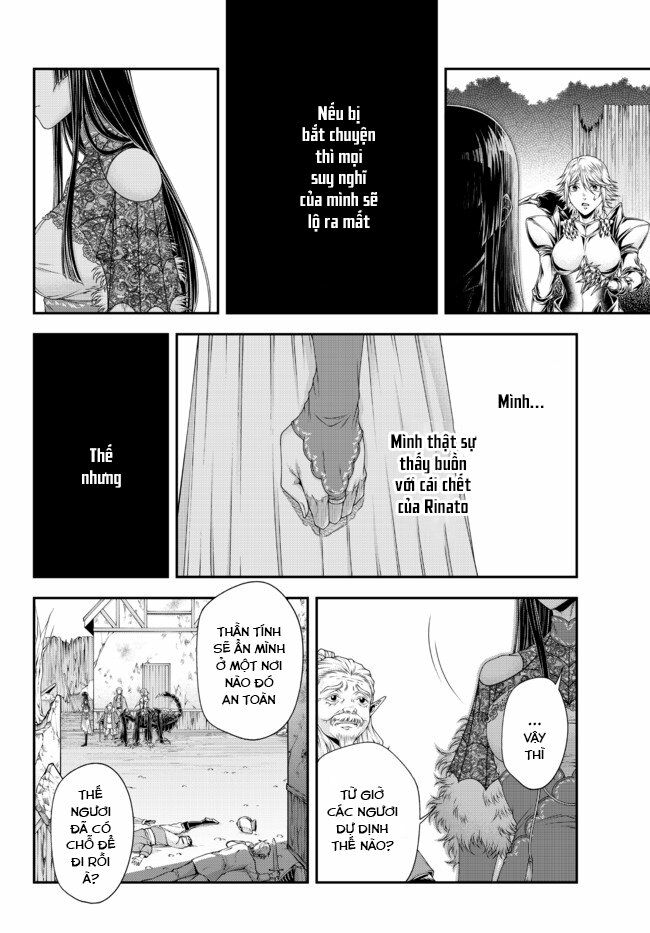 Nếu bị
bắt chuyện
thì mọi
suy nghĩ
của mình sẽ
lộ ra mất
Mình...
Mình thật sự
thấy buồn
với cái chết
của Rinato
Thế
nhưng
...
VẬY
THÌ
TỪ GIỜ
CÁC NGƯƠI
DỰ ĐỊNH
THẾ NÀO?
THẦN TÍNH
SẼ ẨN MÌNH
Ở MỘT NƠI
NÀO ĐÓ
AN TOÀN
THẾ
NGƯƠI
ĐÃ CÓ
CHỖ ĐỂ
ĐI RỒI
À?